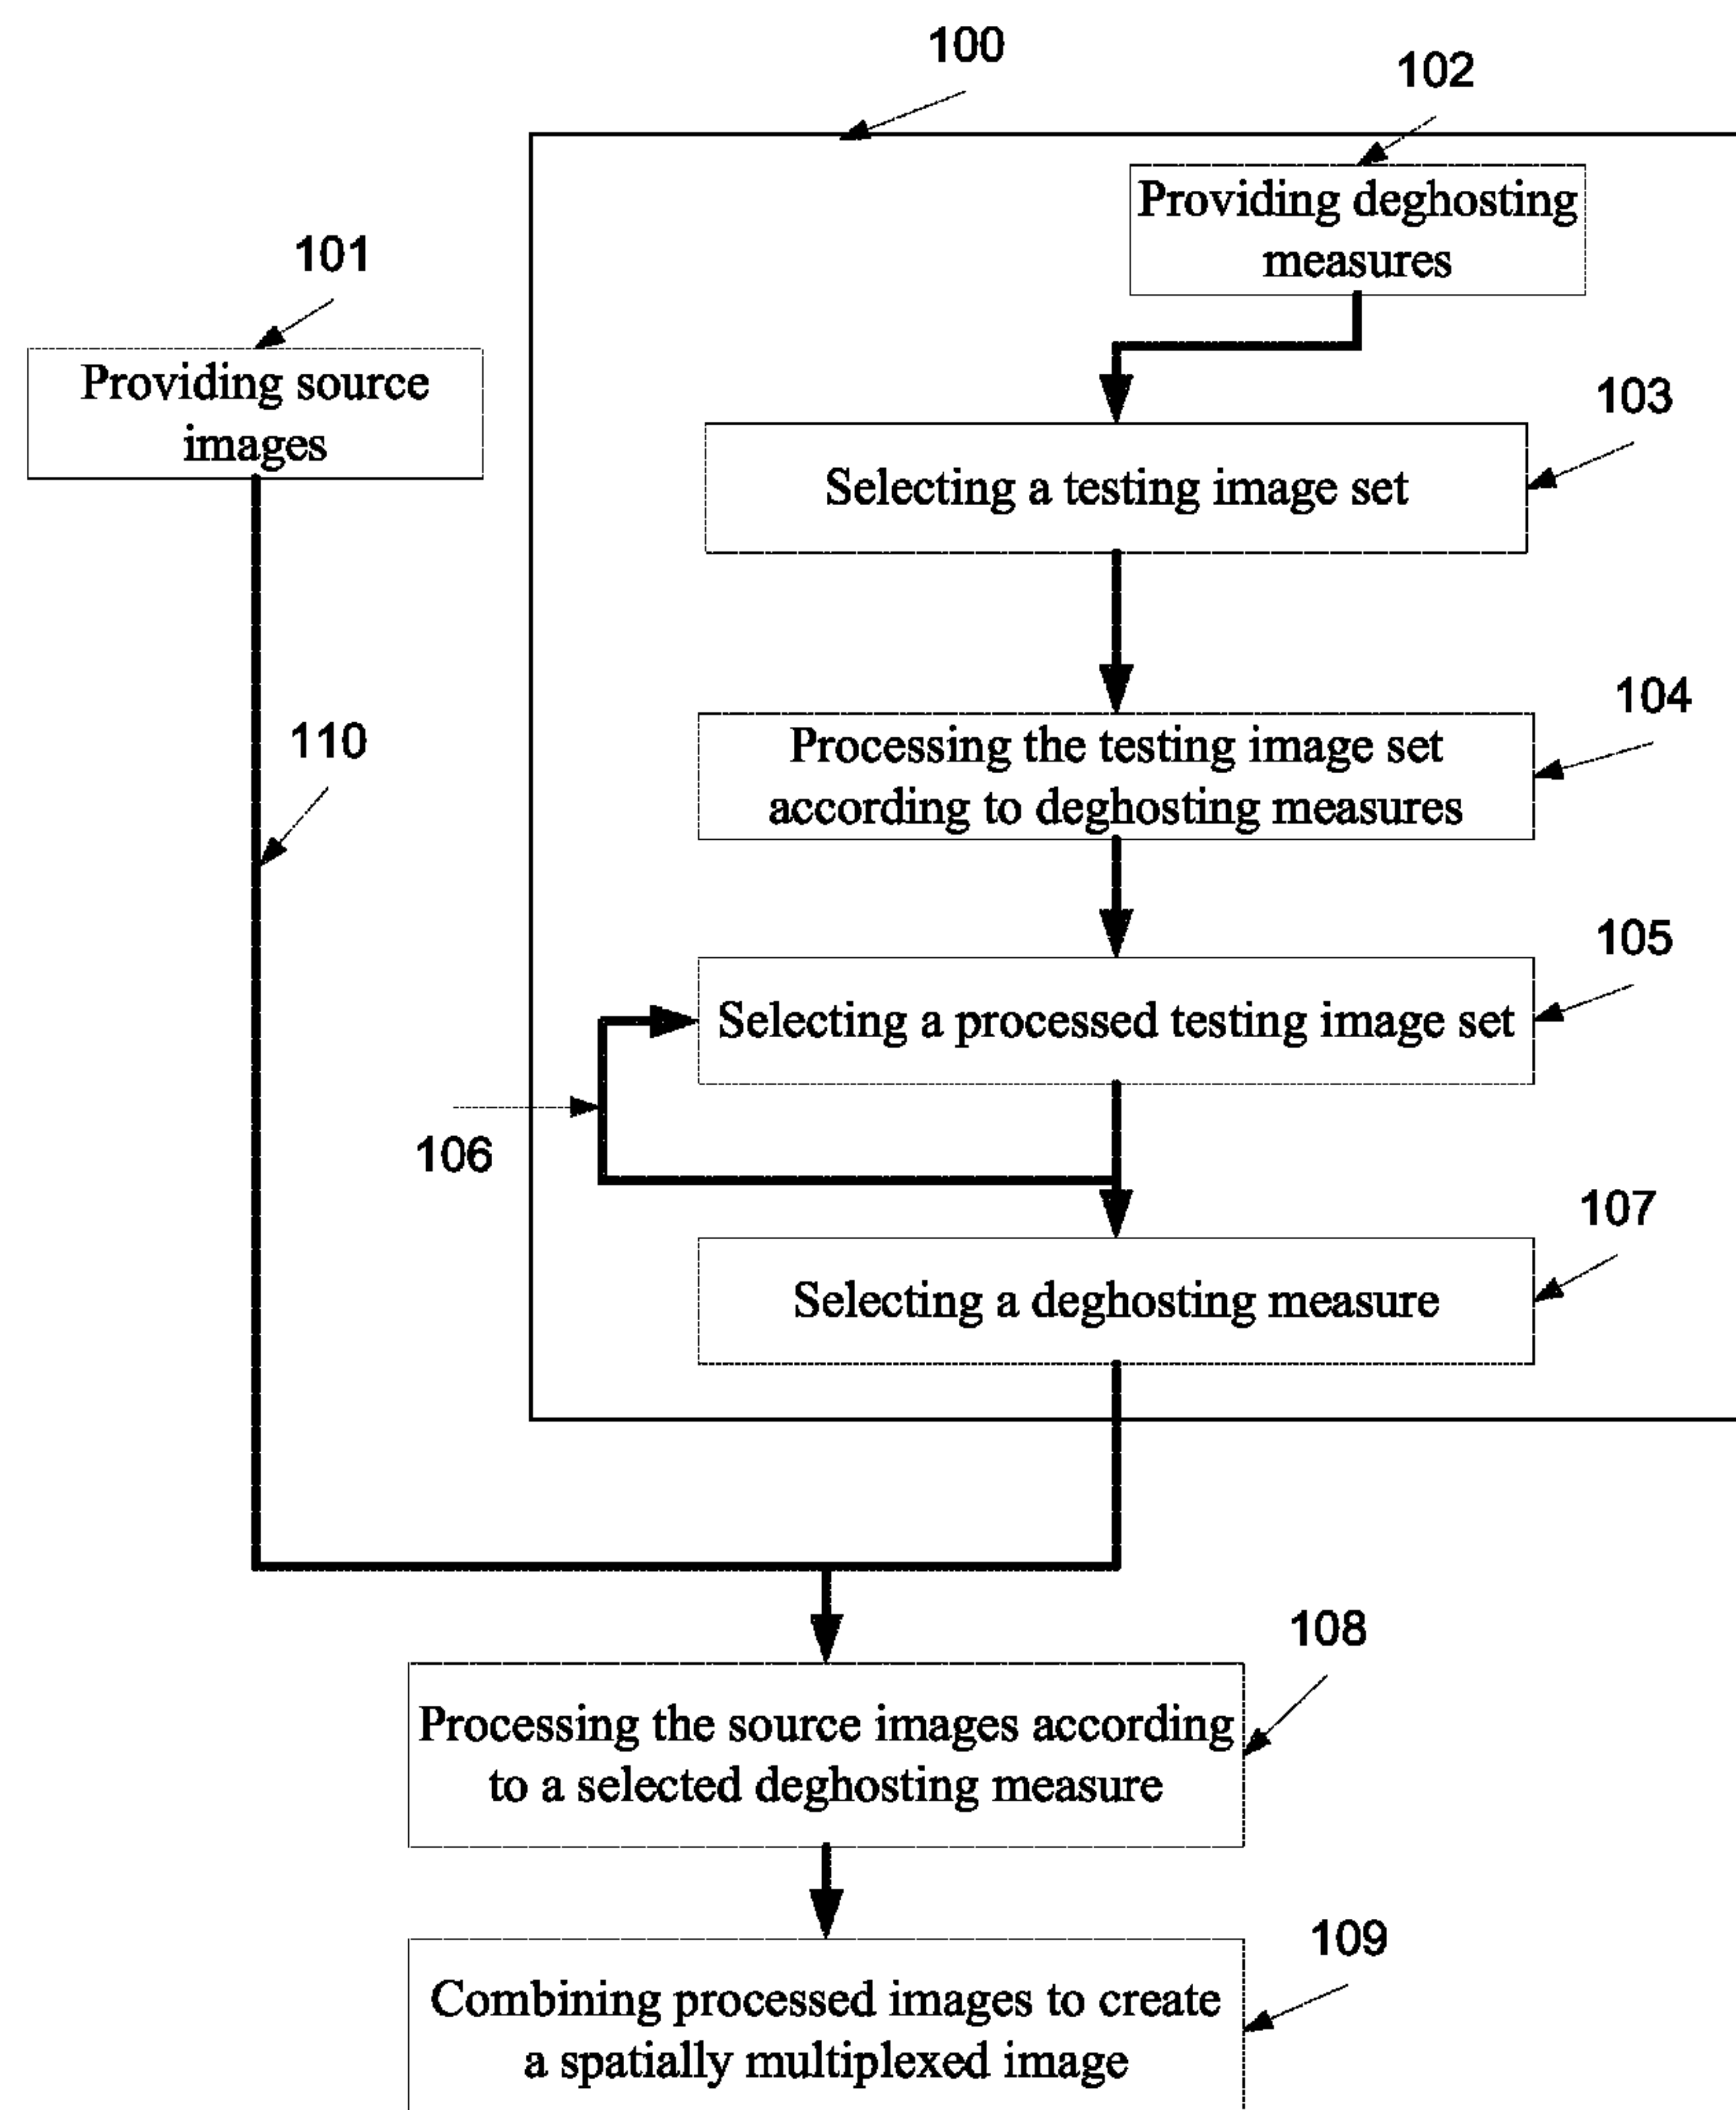 100
102
Providing deghosting
measures
101
Providing source
images
103
Selecting a testing image set
104
Processing the testing image set
according to deghosting measures
110
105
Selecting a processed testing image set
106
107
Selecting a deghosting measure
108
Processing the source images according
to a selected deghosting measure
109
Combining processed images to create
a spatially multiplexed image